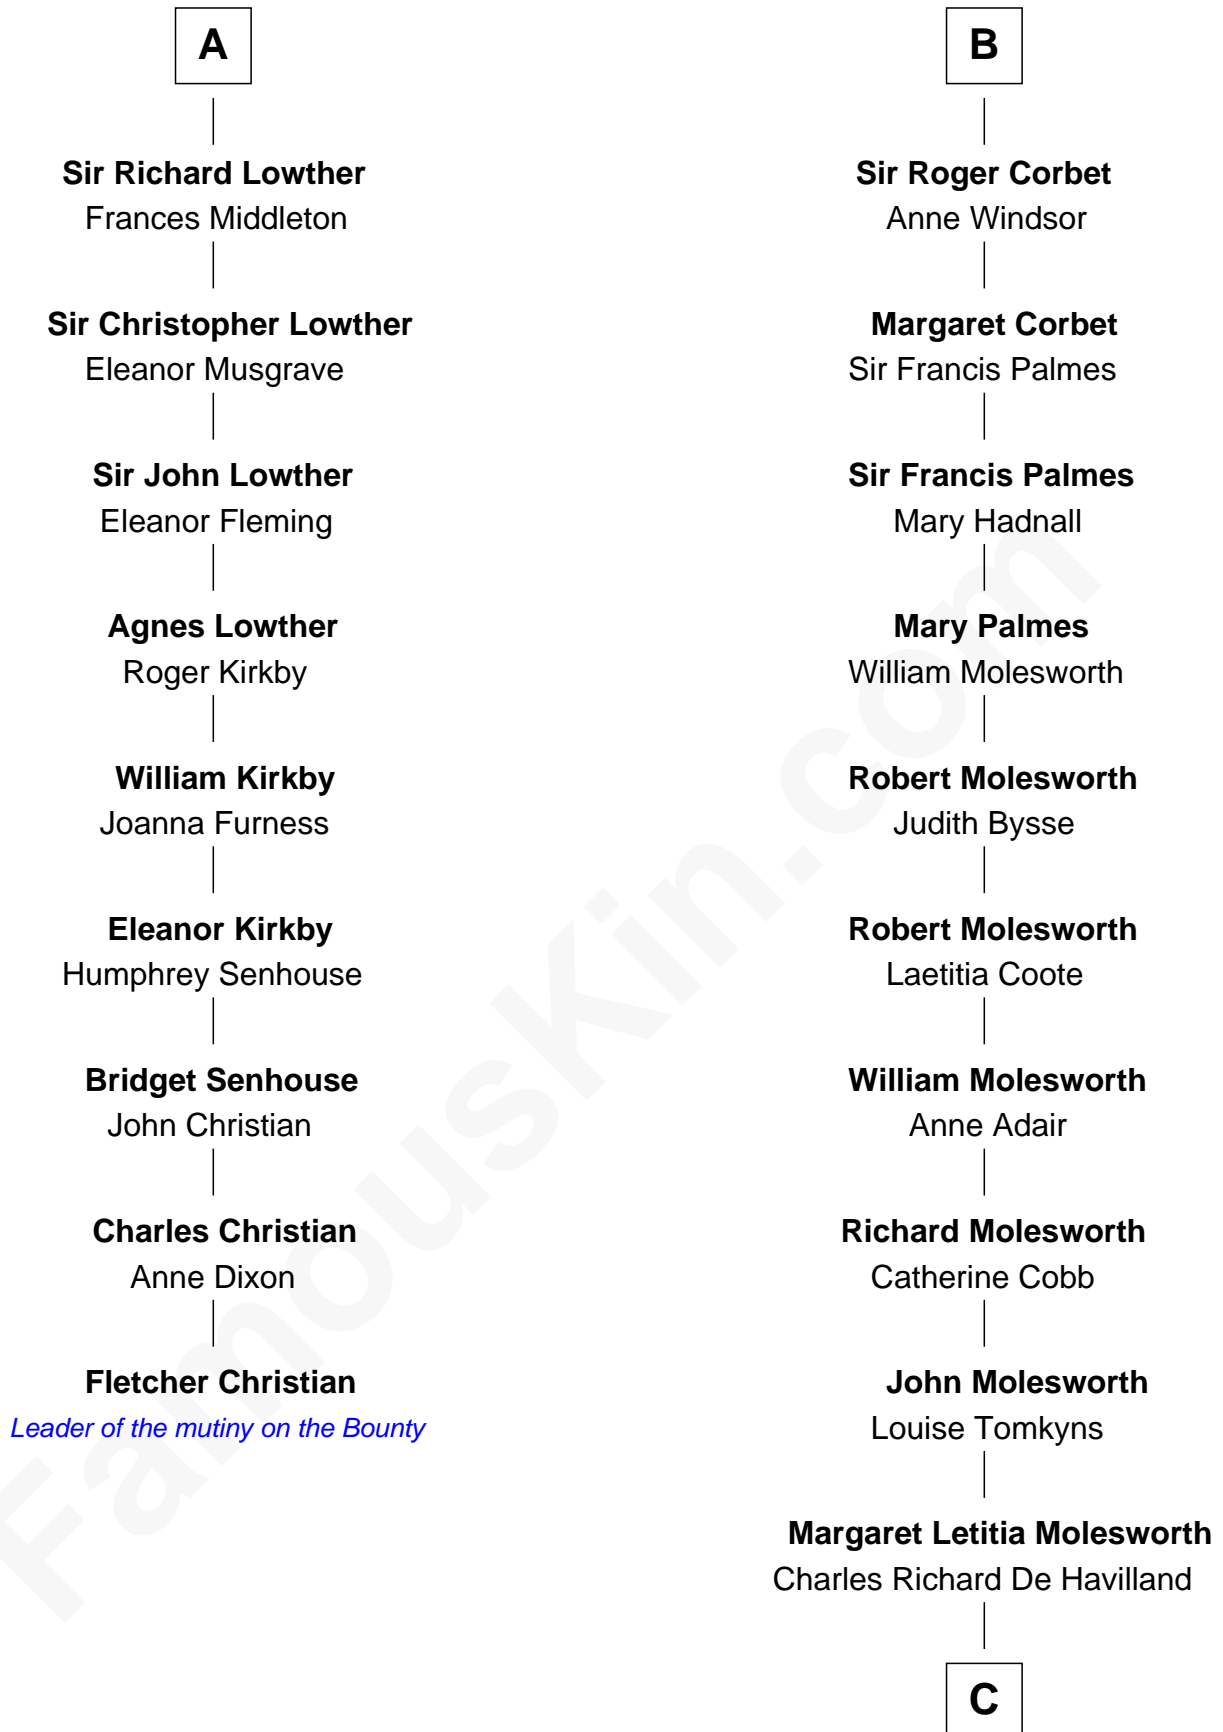 A
Sir Richard Lowther
Frances Middleton
Sir Christopher Lowther
Eleanor Musgrave
Sir John Lowther
Eleanor Fleming
Agnes Lowther
Roger Kirkby
William Kirkby
Joanna Furness
Eleanor Kirkby
Humphrey Senhouse
Bridget Senhouse
John Christian
Charles Christian
Anne Dixon
Fletcher Christian
Leader of the mutiny on the Bounty
B
Sir Roger Corbet
Anne Windsor
Margaret Corbet
Sir Francis Palmes
Sir Francis Palmes
Mary Hadnall
Mary Palmes
William Molesworth
Robert Molesworth
Judith Bysse
Robert Molesworth
Laetitia Coote
William Molesworth
Anne Adair
Richard Molesworth
Catherine Cobb
John Molesworth
Louise Tomkyns
Margaret Letitia Molesworth
Charles Richard De Havilland
C
FamousKin.com